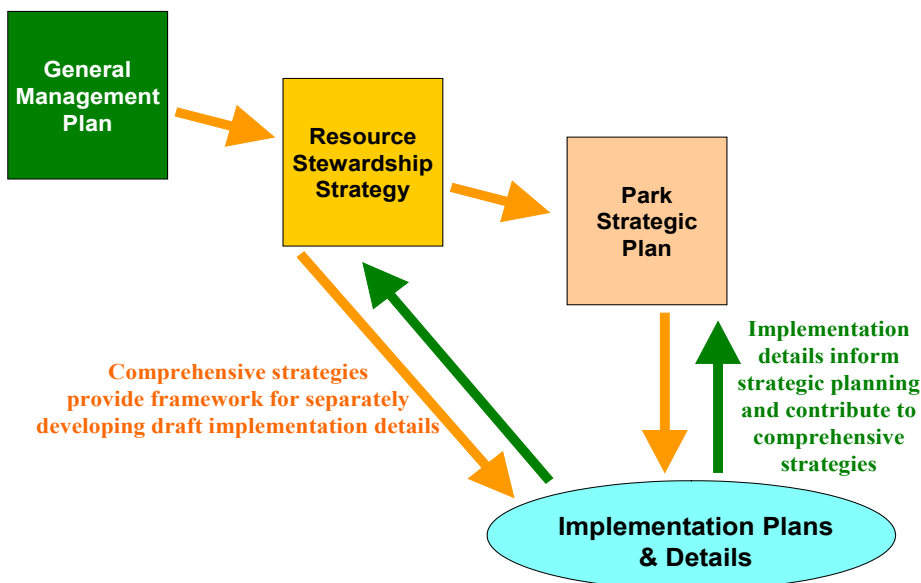 General
Management
Plan
Resource
Stewardship
Strategy
Park
Strategic
Plan
Comprehensive strategies
provide framework for separately
developing draft implementation details
Implementation
details inform
strategic planning
and contribute to
comprehensive
strategies
Implementation Plans
& Details